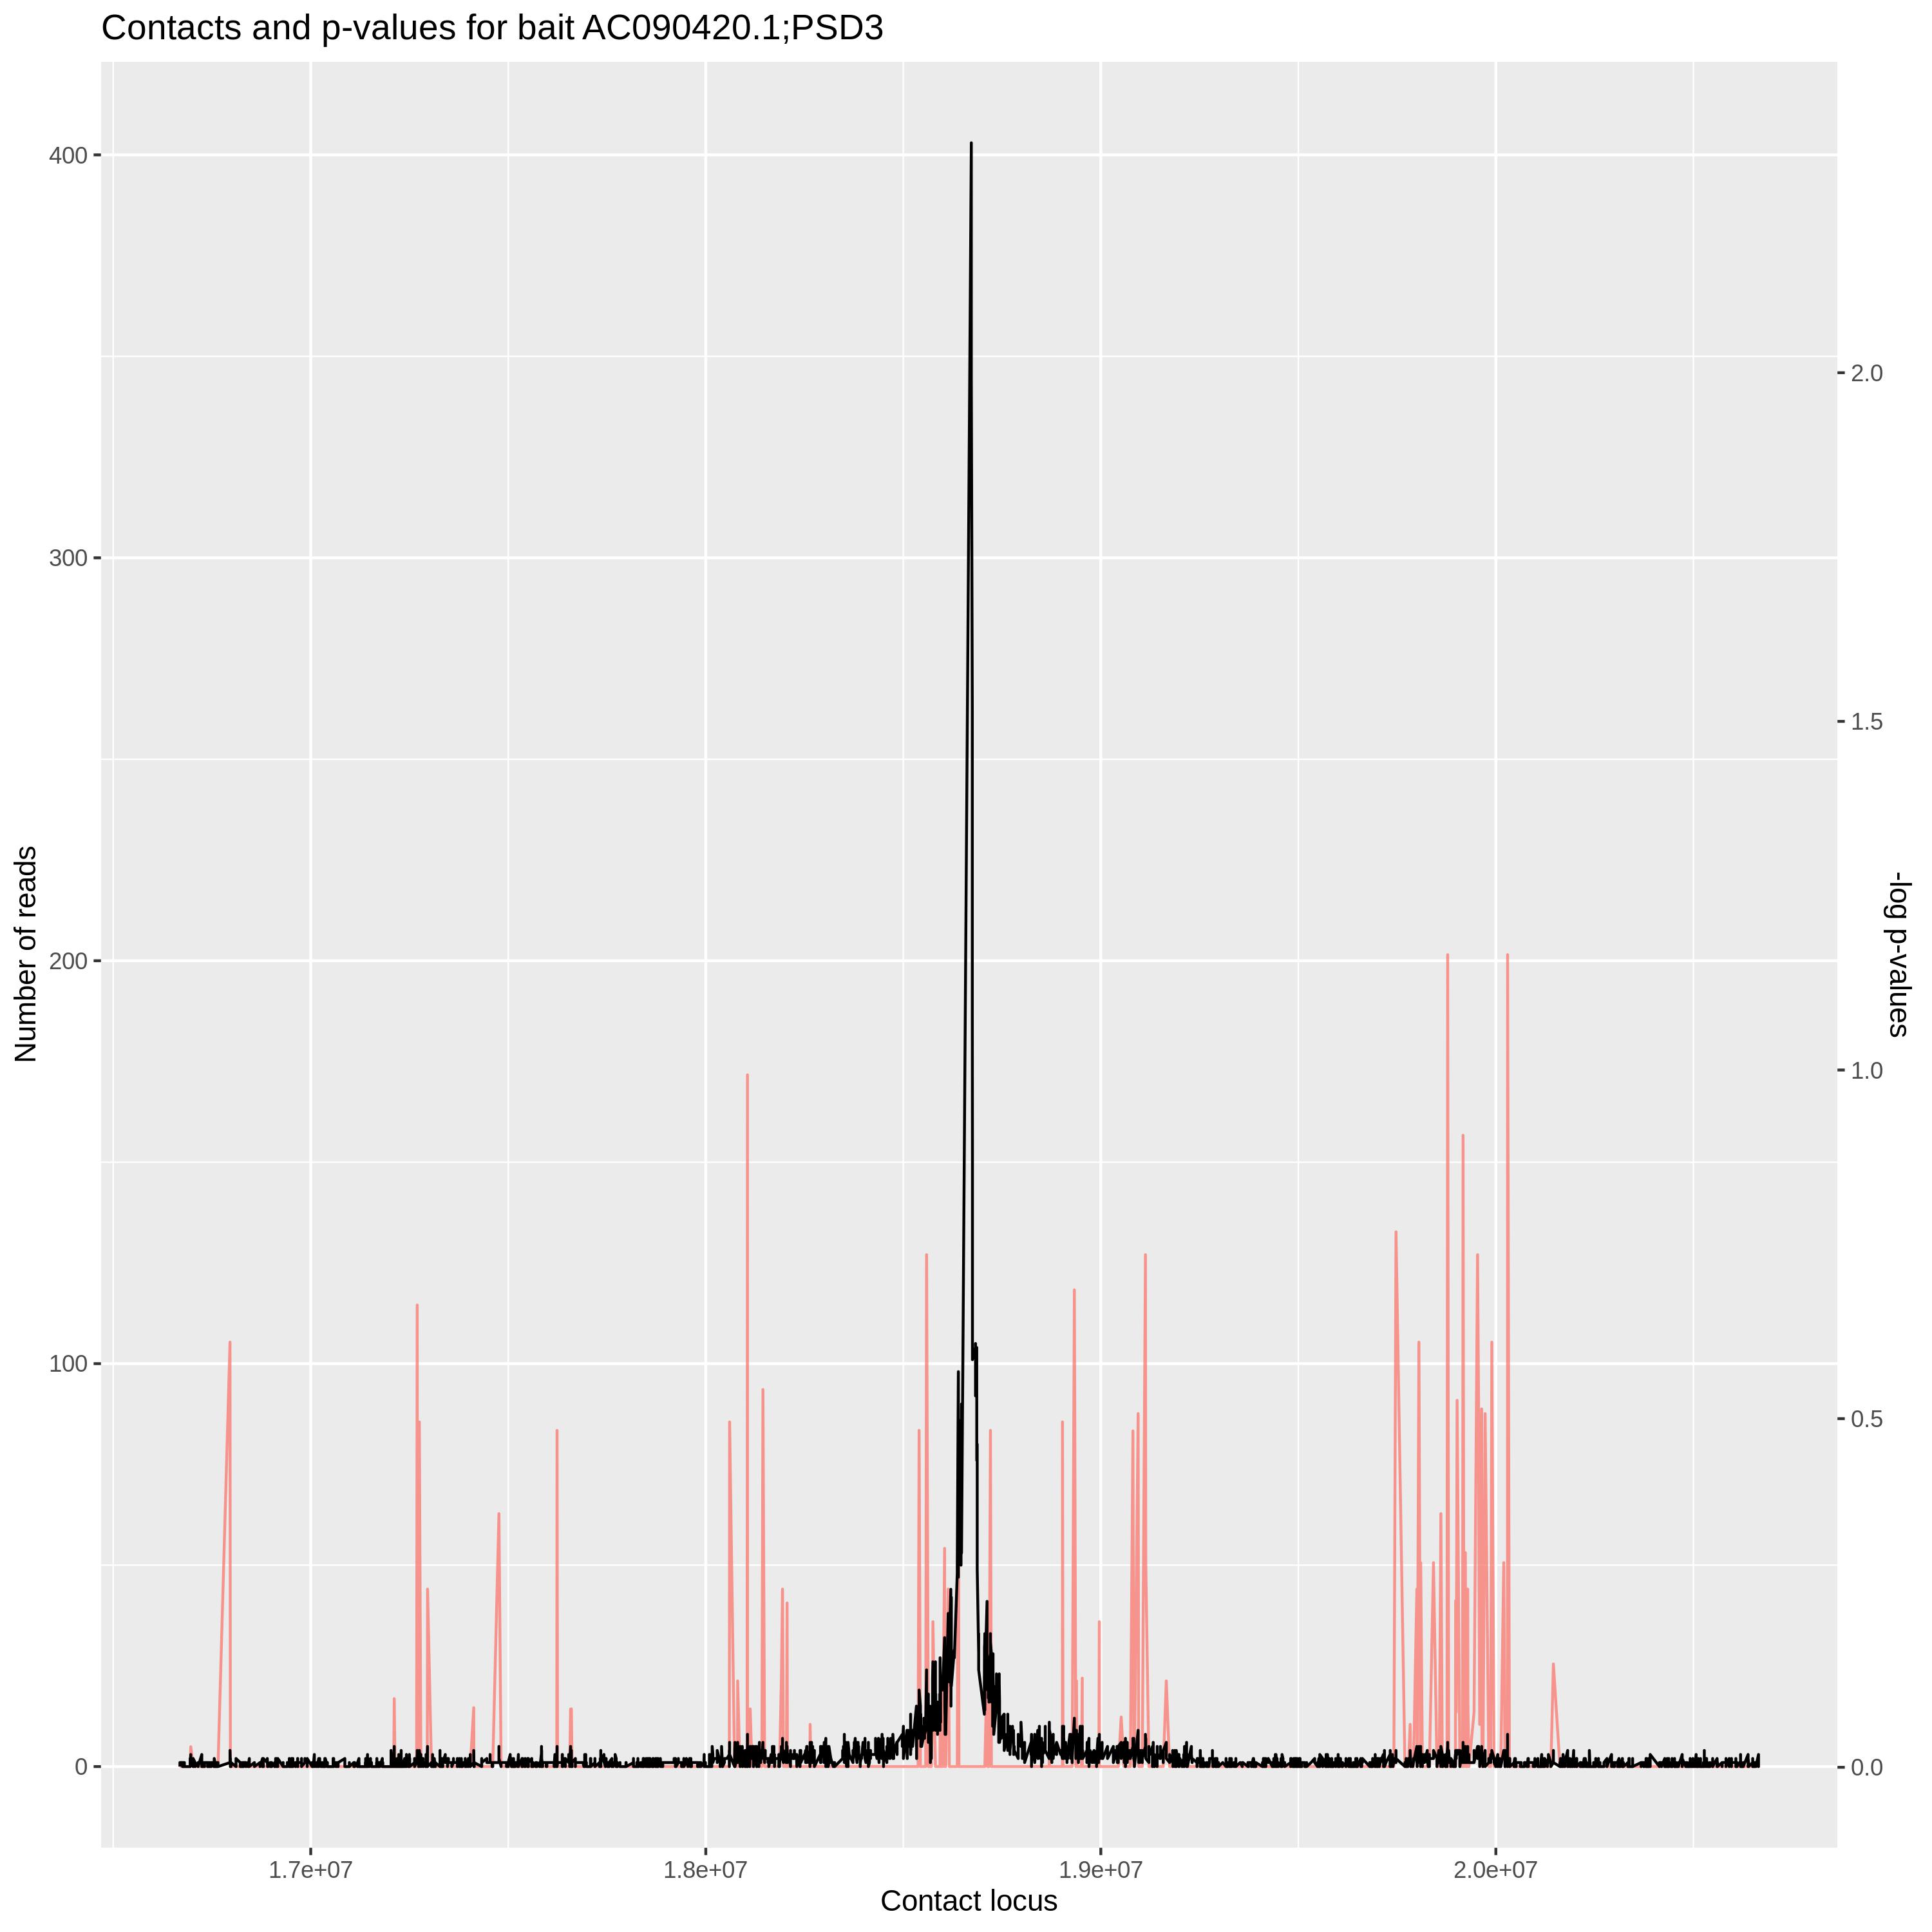 Contacts and p-values for bait AC090420.1;PSD3
400
300
200
100
0
Number of reads
2.0
1.5
1.0
0.5
0.0
-log p-values
1.7e+07
1.8e+07
1.9e+07
2.0e+07
Contact locus